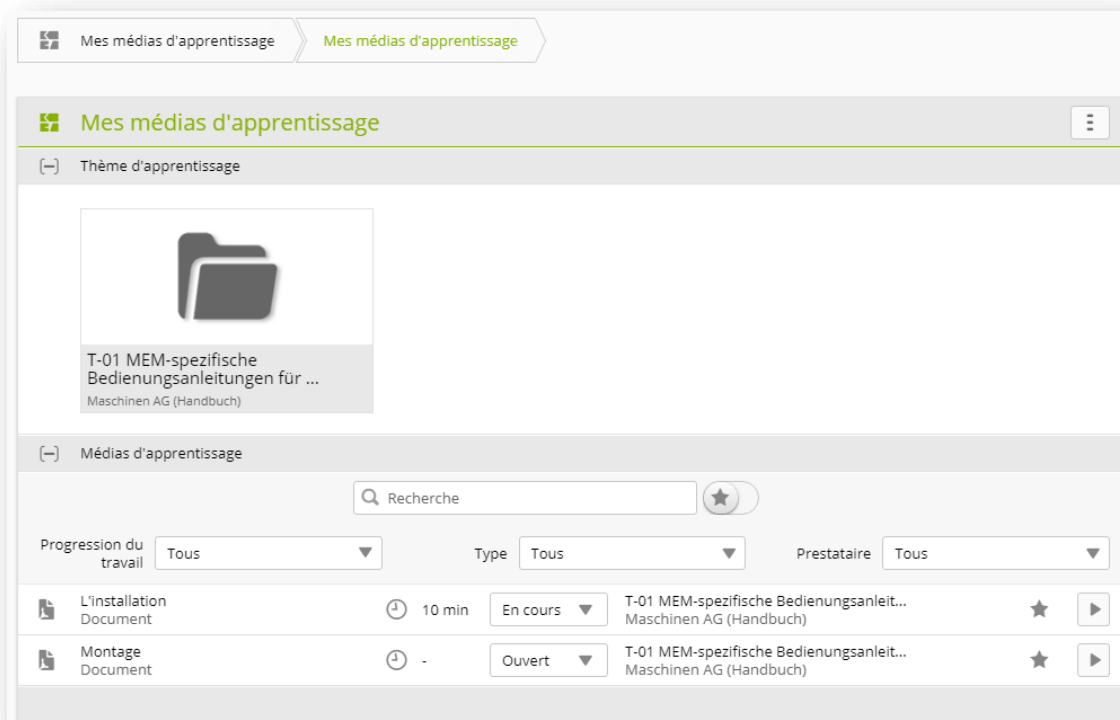 Mes médias d'apprentissage
Mes médias d'apprentissage
Mes médias d'apprentissage
Thème d'apprentissage
T-01 MEM-spezifische
Bedienungsanleitungen für ...
Maschinen AG (Handbuch)
Médias d'apprentissage
Recherche
Progression du
travail
Tous
Type
Tous
Prestataire
Tous
L'installation
Document
10 min
En cours
T-01 MEM-spezifische Bedienungsanleit...
Maschinen AG (Handbuch)
Montage
Document
-
Ouvert
T-01 MEM-spezifische Bedienungsanleit...
Maschinen AG (Handbuch)